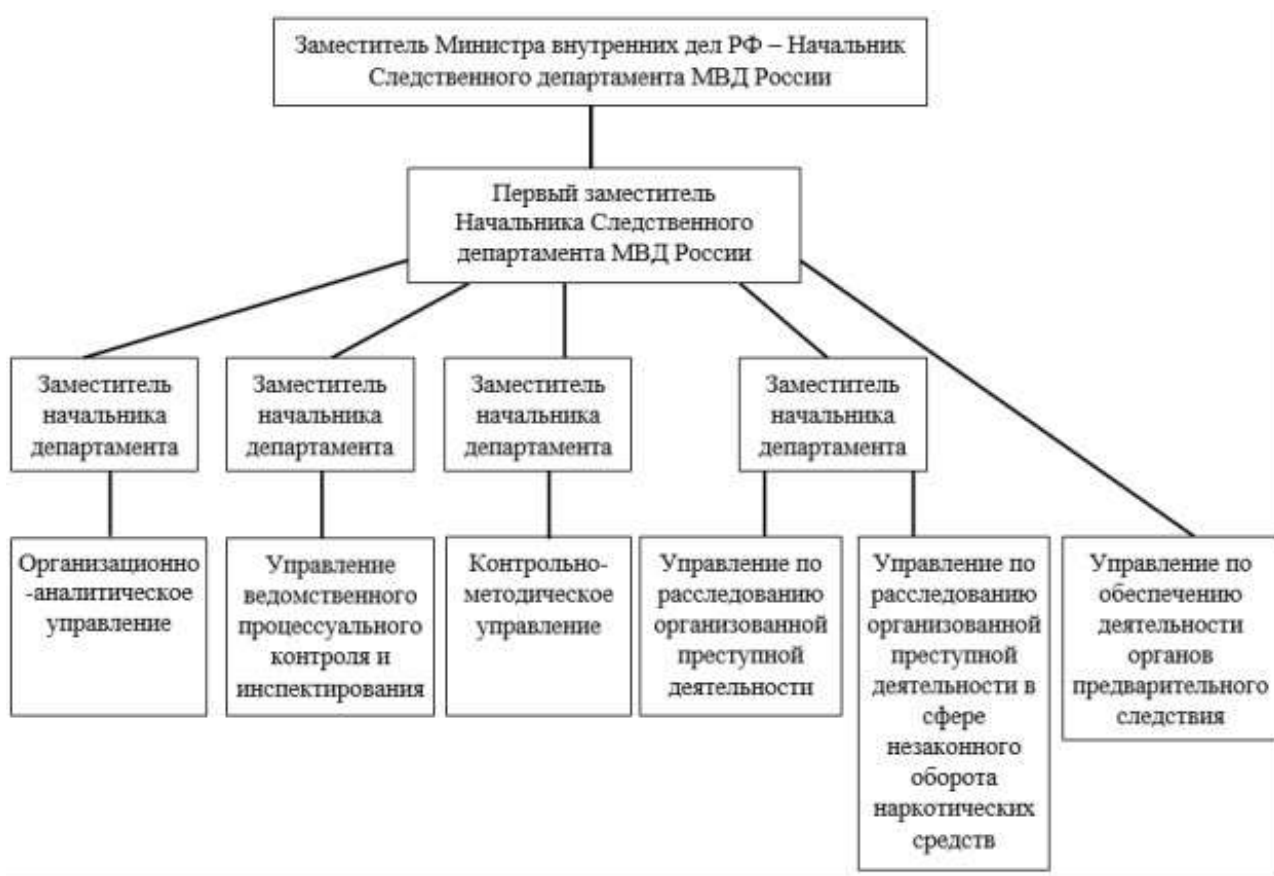 Заместитель Министра внутренних дел РФ – Начальник
Следственного департамента МВД России
Первый заместитель
Начальника Следственного
департамента МВД России
Заместитель
начальника
департамента
Заместитель
начальника
департамента
Заместитель
начальника
департамента
Заместитель
начальника
департамента
Организационно
-аналитическое
управление
Управление
ведомственного
процессуального
контроля и
инспектирования
Контрольно-
методическое
управление
Управление по
расследованию
организованной
преступной
деятельности
Управление по
расследованию
организованной
преступной
деятельности в
сфере
незаконного
оборота
наркотических
средств
Управление по
обеспечению
деятельности
органов
предварительного
следствия